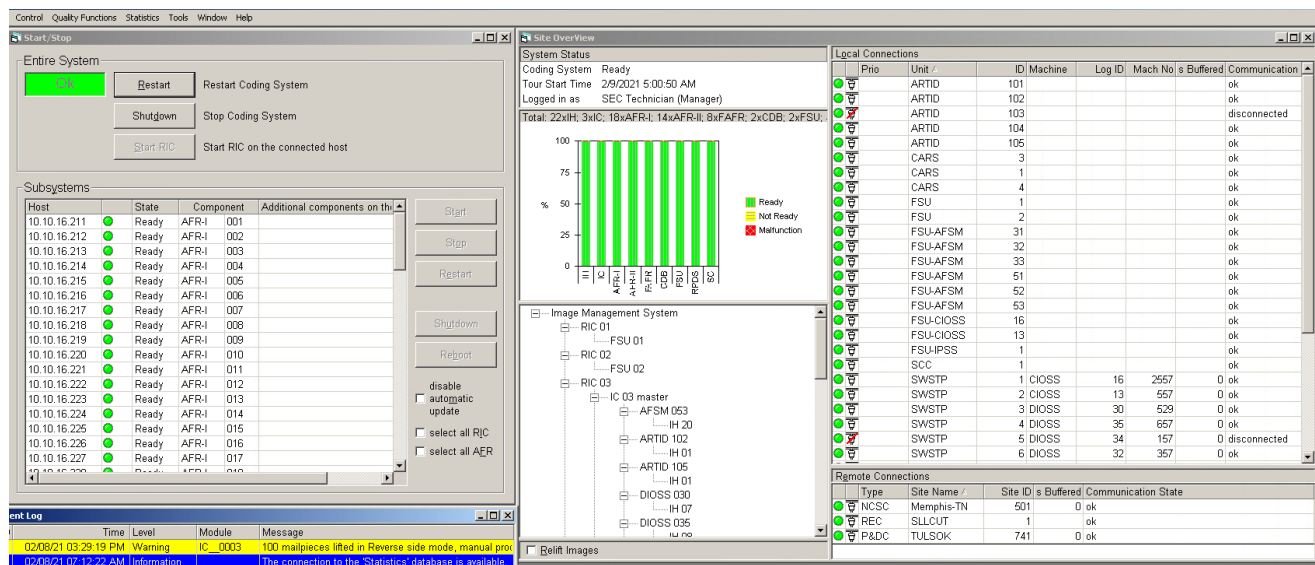 Control Quality Functions Statistics Tools Window Help
Start/Stop
Entire System
Ok Restart Restart Coding System
Shutdown Stop Coding System
Start RIC Start RIC on the connected host
Subsystems
Host State Component Additional components on the
10.10.16.211 Ready AFR-I 001
10.10.16.212 Ready AFR-I 002
10.10.16.213 Ready AFR-I 003
10.10.16.214 Ready AFR-I 004
10.10.16.215 Ready AFR-I 005
10.10.16.216 Ready AFR-I 006
10.10.16.217 Ready AFR-I 007
10.10.16.218 Ready AFR-I 008
10.10.16.219 Ready AFR-I 009
10.10.16.220 Ready AFR-I 010
10.10.16.221 Ready AFR-I 011
10.10.16.222 Ready AFR-I 012
10.10.16.223 Ready AFR-I 013
10.10.16.224 Ready AFR-I 014
10.10.16.225 Ready AFR-I 015
10.10.16.226 Ready AFR-I 016
10.10.16.227 Ready AFR-I 017
Start
Stop
Restart
Shutdown
Reboot
disable
automatic
update
select all RIC
select all AFR
ent Log
Time Level Module Message
02/08/21 03:29:19 PM Warning IC__0003 100 mailpieces lifted in Reverse side mode, manual proc
02/08/21 07:12:22 AM Information The connection to the 'Statistics' database is available
Site OverView
System Status
Coding System Ready
Tour Start Time 2/9/2021 5:00:50 AM
Logged in as SEC Technician (Manager)
Total: 22xIH; 3xIC; 18xAFR-I; 14xAFR-II; 8xFAFR; 2xCDB; 2xFSU;
100
75
% 50
25
0
IC
AFR-I
AFR-II
FAFR
CDB
FSU
RPDS
SC
Ready
Not Ready
Malfunction
Image Management System
RIC 01
FSU 01
RIC 02
FSU 02
RIC 03
IC 03 master
AFSM 053
IH 20
ARTID 102
IH 01
ARTID 105
IH 01
DIOSS 030
IH 07
DIOSS 035
Relift Images
Local Connections
Prio Unit ID Machine Log ID Mach No s Buffered Communication
ARTID 101 ok
ARTID 102 ok
ARTID 103 disconnected
ARTID 104 ok
ARTID 105 ok
CARS 3 ok
CARS 1 ok
CARS 4 ok
FSU 1 ok
FSU 2 ok
FSU-AFSM 31 ok
FSU-AFSM 32 ok
FSU-AFSM 33 ok
FSU-AFSM 51 ok
FSU-AFSM 52 ok
FSU-AFSM 53 ok
FSU-CIOSS 16 ok
FSU-CIOSS 13 ok
FSU-IPSS 1 ok
SCC 1 ok
SWSTP 1 CIOSS 16 2557 0 ok
SWSTP 2 CIOSS 13 557 0 ok
SWSTP 3 DIOSS 30 529 0 ok
SWSTP 4 DIOSS 35 657 0 ok
SWSTP 5 DIOSS 34 157 0 disconnected
SWSTP 6 DIOSS 32 357 0 ok
Remote Connections
Type Site Name Site ID s Buffered Communication State
NCSC Memphis-TN 501 0 ok
REC SLLCUT 1 ok
P&DC TULSOK 741 0 ok